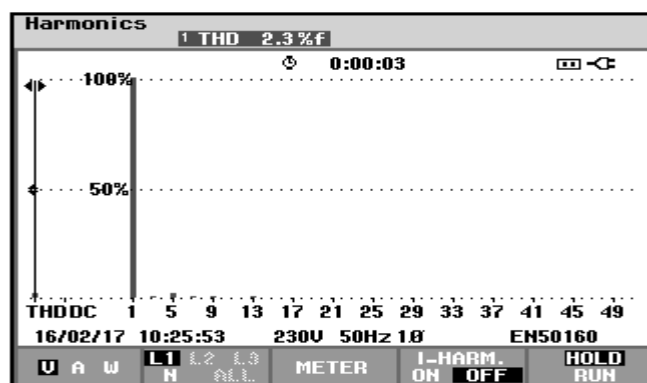 Harmonics
1 THD 2.3%f
0:00:03
100%
50%
THDDC 1 5 9 13 17 21 25 29 33 37 41 45 49
16/02/17 10:25:53 230V 50Hz 1Ø EN50160
V A W L1 L2 L3 METER I-HARM. HOLD
N ALL ON OFF RUN